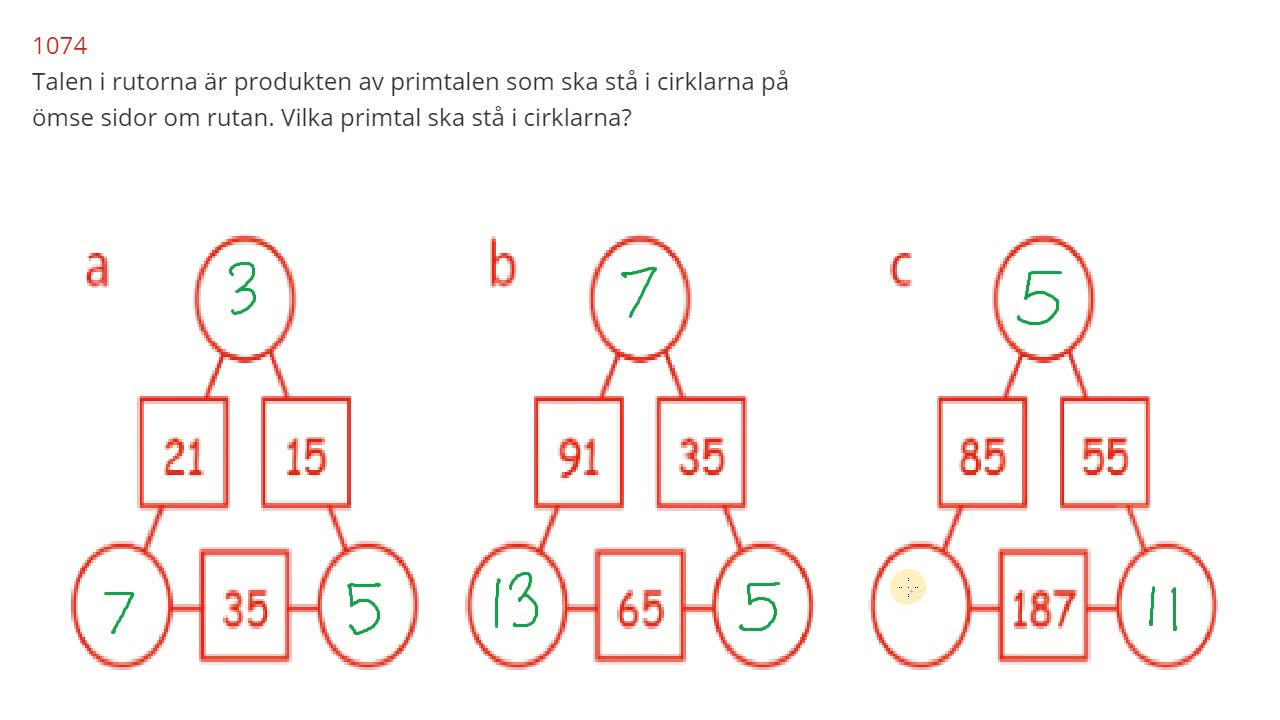 1074
Talen i rutorna är produkten av primtalen som ska stå i cirklarna på
ömse sidor om rutan. Vilka primtal ska stå i cirklarna?
a
3
21 15
7 35 5
b
7
91 35
13 65 5
c
5
85 55
187 11